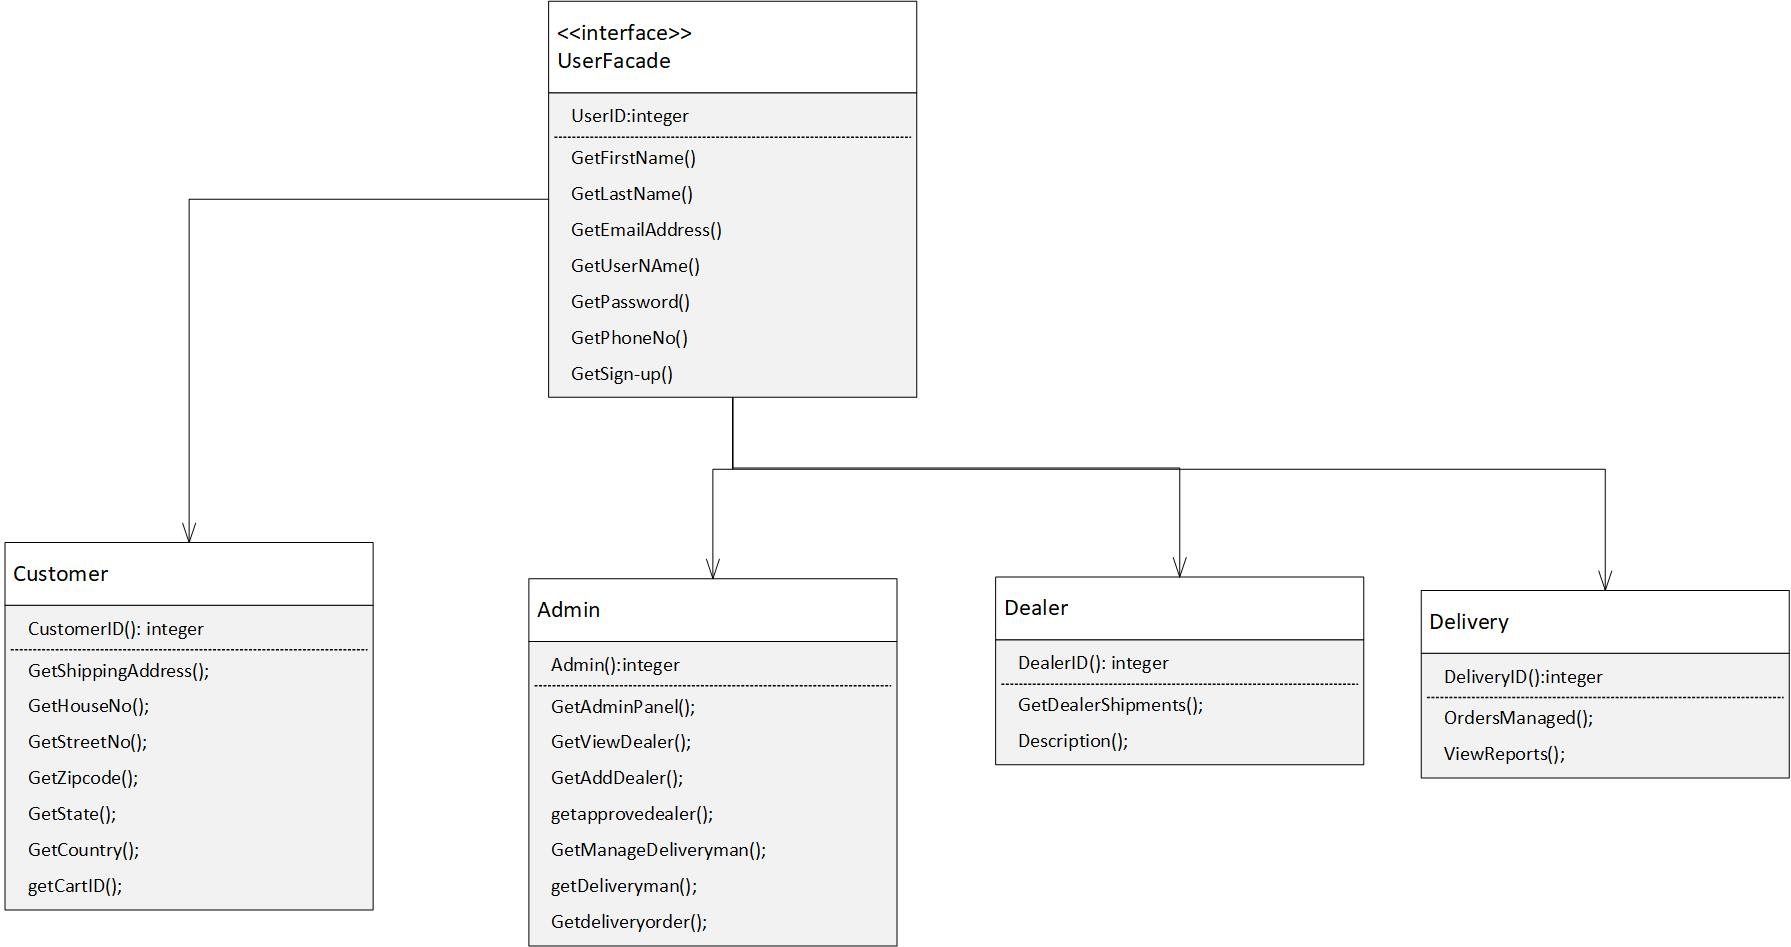 <<interface>>
UserFacade
UserID:integer
GetFirstName()
GetLastName()
GetEmailAddress()
GetUserNAme()
GetPassword()
GetPhoneNo()
GetSign-up()
Customer
CustomerID(): integer
GetShippingAddress();
GetHouseNo();
GetStreetNo();
GetZipcode();
GetState();
GetCountry();
getCartID();
Admin
Admin():integer
GetAdminPanel();
GetViewDealer();
GetAddDealer();
getapprovedealer();
GetManageDeliveryman();
getDeliveryman();
Getdeliveryorder();
Dealer
DealerID(): integer
GetDealerShipments();
Description();
Delivery
DeliveryID():integer
OrdersManaged();
ViewReports();